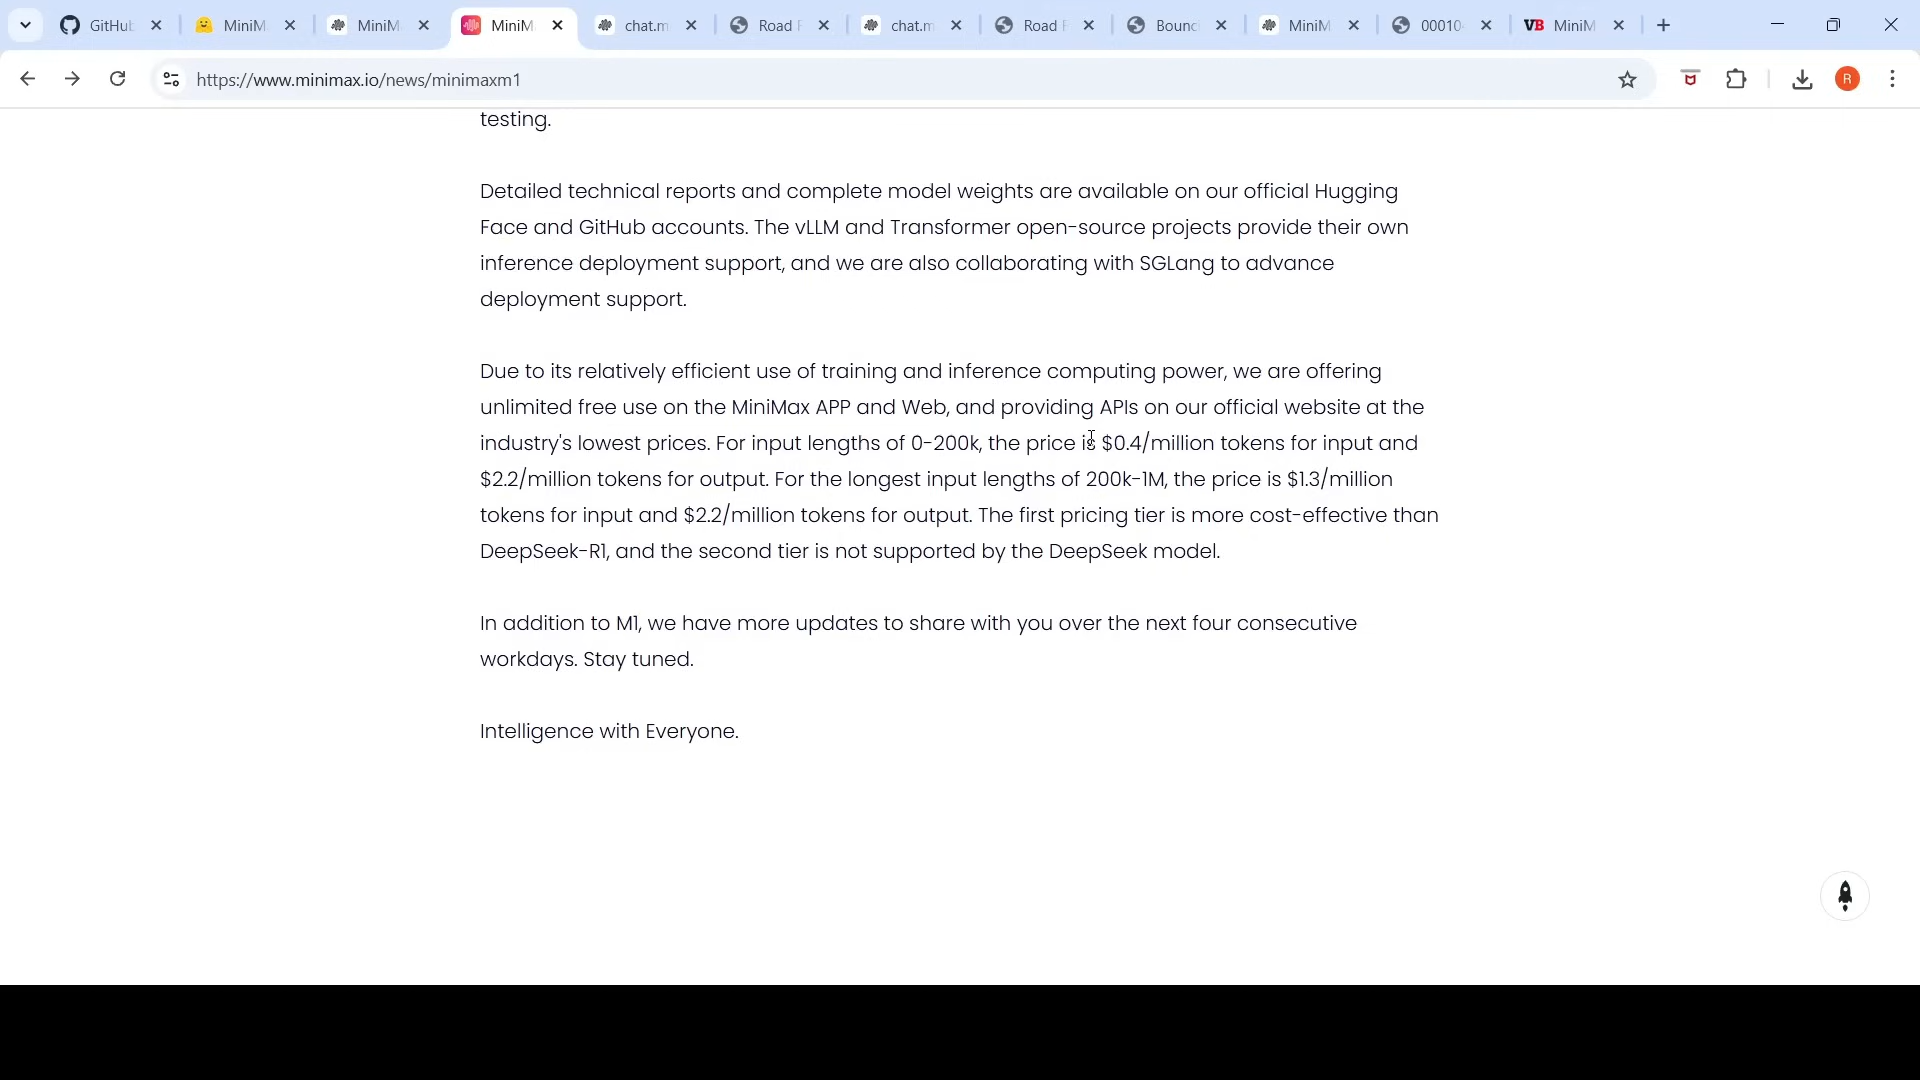 GitHub
MiniM
MiniM
MiniM
chat.m
Road F
chat.m
Road F
Bounc
MiniM
00010-
VB MiniM
https://www.minimax.io/news/minimaxm1
R
testing.
Detailed technical reports and complete model weights are available on our official Hugging
Face and GitHub accounts. The vLLM and Transformer open-source projects provide their own
inference deployment support, and we are also collaborating with SGLang to advance
deployment support.
Due to its relatively efficient use of training and inference computing power, we are offering
unlimited free use on the MiniMax APP and Web, and providing APIs on our official website at the
industry's lowest prices. For input lengths of 0-200k, the price is $0.4/million tokens for input and
$2.2/million tokens for output. For the longest input lengths of 200k-1M, the price is $1.3/million
tokens for input and $2.2/million tokens for output. The first pricing tier is more cost-effective than
DeepSeek-R1, and the second tier is not supported by the DeepSeek model.
In addition to M1, we have more updates to share with you over the next four consecutive
workdays. Stay tuned.
Intelligence with Everyone.